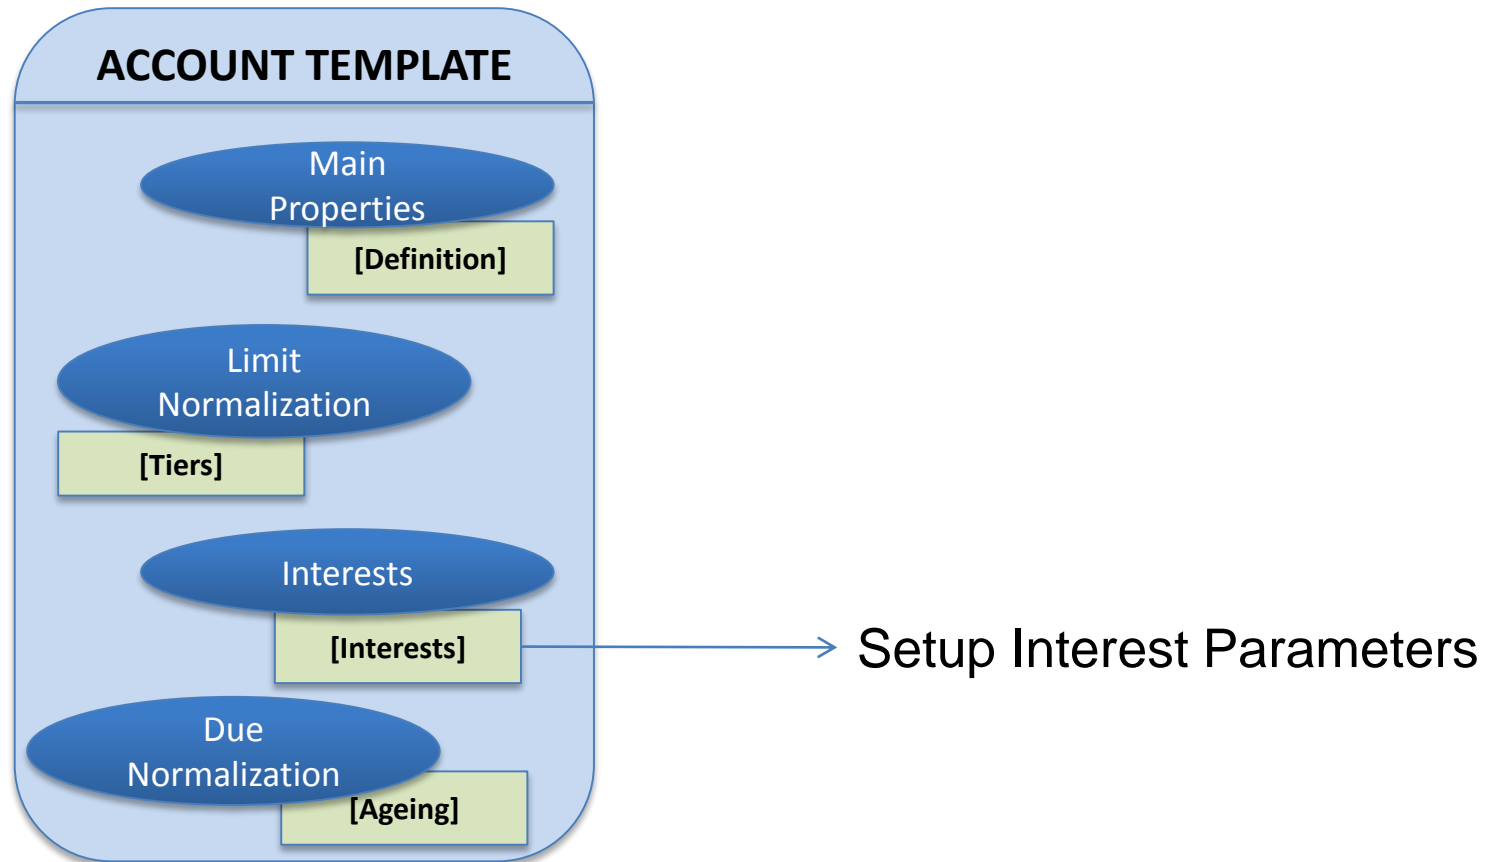 ACCOUNT TEMPLATE
Main
Properties
[Definition]
Limit
Normalization
[Tiers]
Interests
[Interests]
Setup Interest Parameters
Due
Normalization
[Ageing]